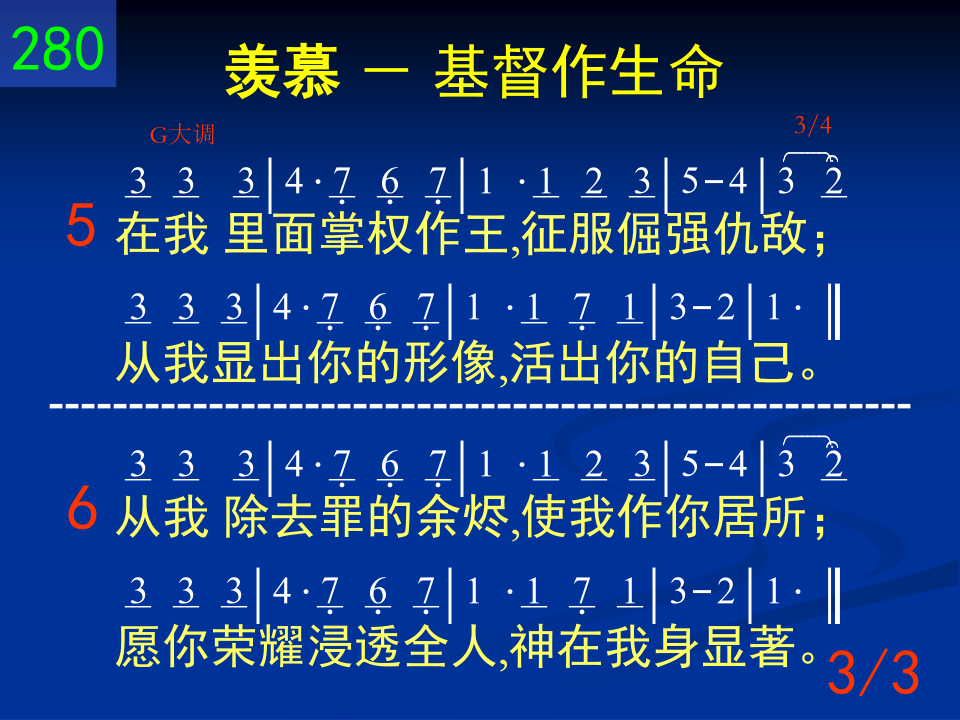 280
羡慕 － 基督作生命
G大调
3/4
3 3 3|4·7 6 7|1 ·1 2 3|5-4|3 2
5 在我 里面掌权作王,征服倔强仇敌；
3 3 3|4·7 6 7|1 ·1 7 1|3-2|1· ‖
从我显出你的形像,活出你的自己。
------------------------------------------------------
3 3 3|4·7 6 7|1 ·1 2 3|5-4|3 2
6 从我 除去罪的余烬,使我作你居所；
3 3 3|4·7 6 7|1 ·1 7 1|3-2|1· ‖
愿你荣耀浸透全人,神在我身显著。
3/3